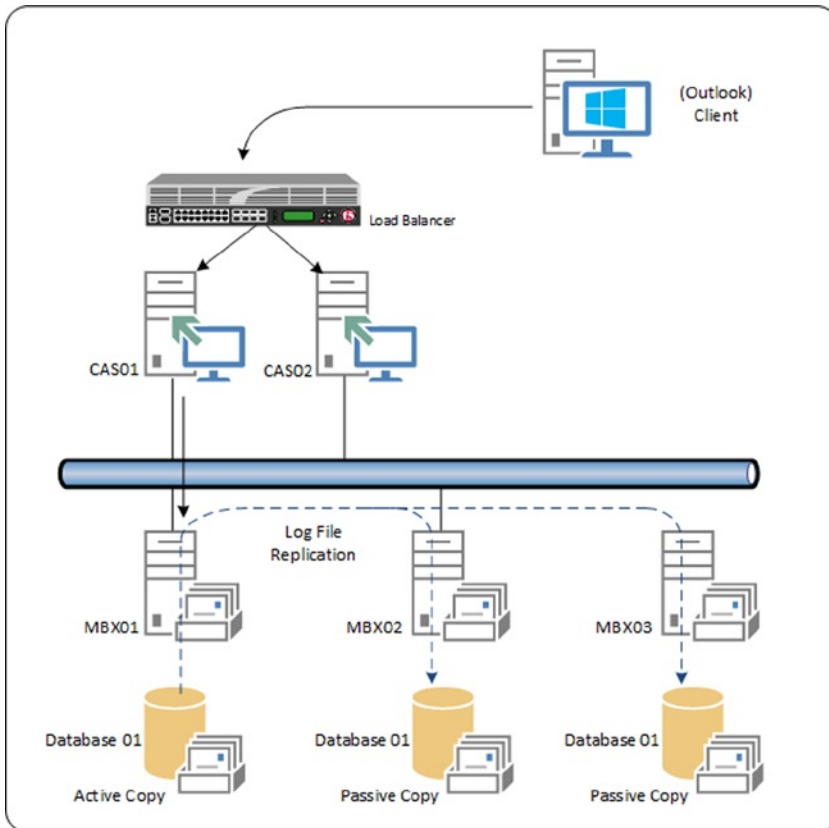 (Outlook)
Client
f5
Load Balancer
CAS01
CAS02
Log File
Replication
MBX01
MBX02
MBX03
Database 01
Database 01
Database 01
Active Copy
Passive Copy
Passive Copy